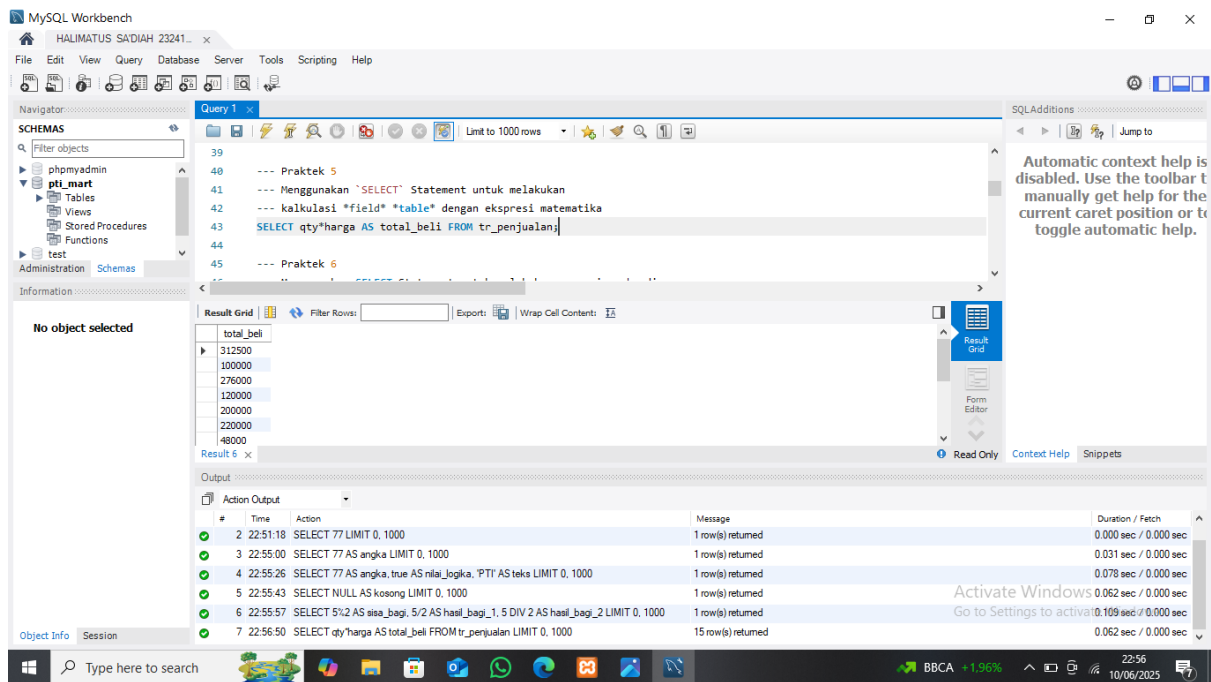 MySQL Workbench
HALIMATUS SA'DIAH 23241...
File Edit View Query Database Server Tools Scripting Help
Navigator
SCHEMAS
Filter objects
phpmyadmin
pti_mart
Tables
Views
Stored Procedures
Functions
test
Administration Schemas
Information
No object selected
Object Info Session
Query 1
Limit to 1000 rows
39
40 --- Praktek 5
41 --- Menggunakan `SELECT` Statement untuk melakukan
42 --- kalkulasi *field* *table* dengan ekspresi matematika
43 SELECT qty*harga AS total_beli FROM tr_penjualan;
44
45 --- Praktek 6
Result Grid Filter Rows: Export: Wrap Cell Content:
total_beli
312500
100000
276000
120000
200000
220000
48000
Result Grid
Form Editor
Result 6
Read Only
SQLAdditions
Jump to
Automatic context help is
disabled. Use the toolbar t
manually get help for the
current caret position or to
toggle automatic help.
Context Help Snippets
Output
Action Output
# Time Action Message Duration / Fetch
2 22:51:18 SELECT 77 LIMIT 0, 1000 1 row(s) returned 0.000 sec / 0.000 sec
3 22:55:00 SELECT 77 AS angka LIMIT 0, 1000 1 row(s) returned 0.031 sec / 0.000 sec
4 22:55:26 SELECT 77 AS angka, true AS nilai_logika, 'PTI' AS teks LIMIT 0, 1000 1 row(s) returned 0.078 sec / 0.000 sec
5 22:55:43 SELECT NULL AS kosong LIMIT 0, 1000 1 row(s) returned 0.062 sec / 0.000 sec
6 22:55:57 SELECT 5%2 AS sisa_bagi, 5/2 AS hasil_bagi_1, 5 DIV 2 AS hasil_bagi_2 LIMIT 0, 1000 1 row(s) returned 0.109 sec / 0.000 sec
7 22:56:50 SELECT qty*harga AS total_beli FROM tr_penjualan LIMIT 0, 1000 15 row(s) returned 0.062 sec / 0.000 sec
Activate Windows
Go to Settings to activate
Type here to search
BBCA +1,96%
22:56
10/06/2025
7